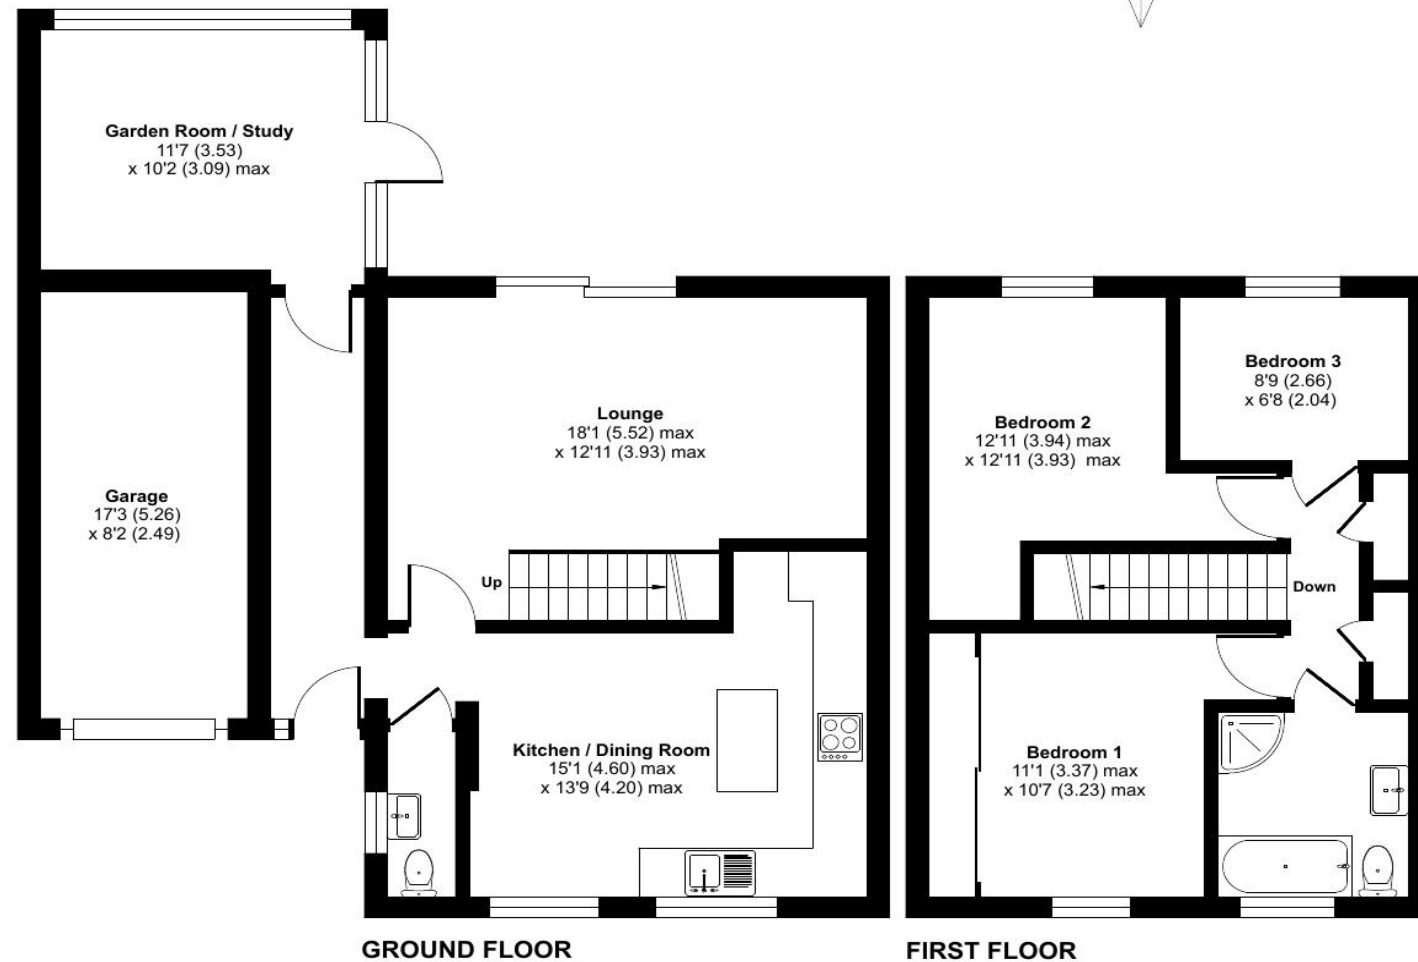 Garden Room / Study
11'7 (3.53)
x 10'2 (3.09) max
Garage
17'3 (5.26)
x 8'2 (2.49)
Lounge
18'1 (5.52) max
x 12'11 (3.93) max
Up
Kitchen / Dining Room
15'1 (4.60) max
x 13'9 (4.20) max
GROUND FLOOR
Bedroom 3
8'9 (2.66)
x 6'8 (2.04)
Bedroom 2
12'11 (3.94) max
x 12'11 (3.93) max
Down
Bedroom 1
11'1 (3.37) max
x 10'7 (3.23) max
FIRST FLOOR